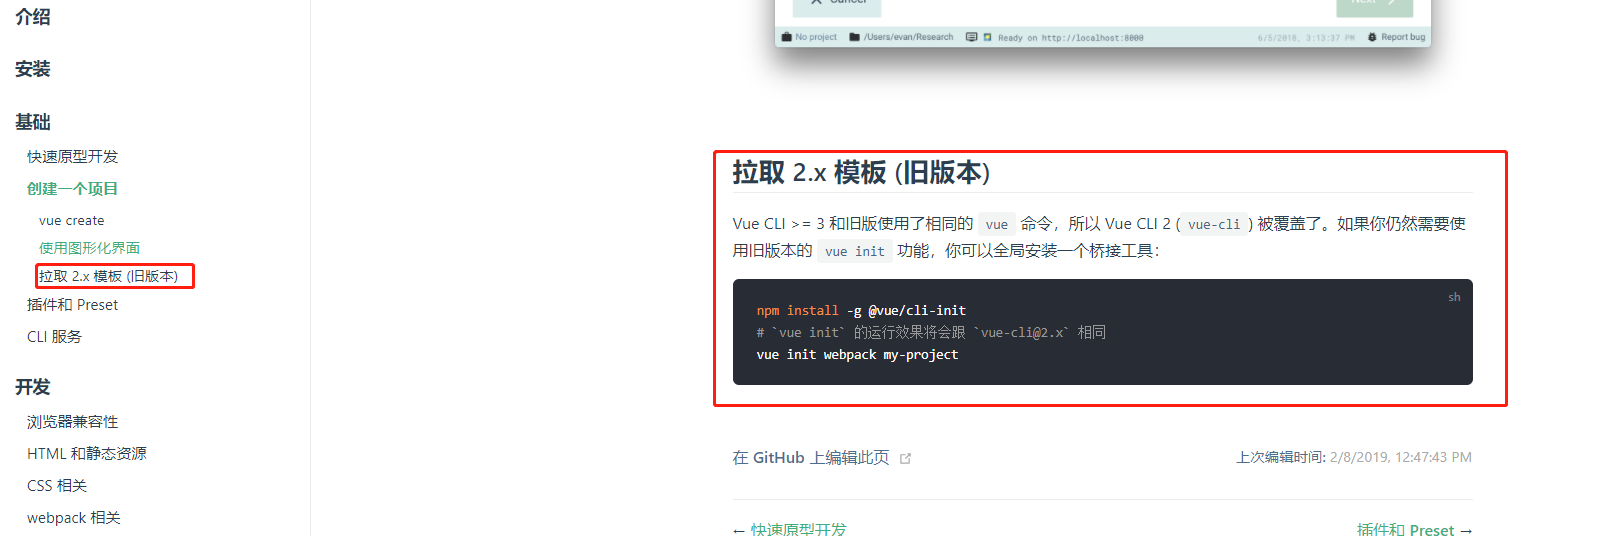 介绍
安装
基础
快速原型开发
创建一个项目
vue create
使用图形化界面
拉取 2.x 模板 (旧版本)
插件和 Preset
CLI 服务
开发
浏览器兼容性
HTML 和静态资源
CSS 相关
webpack 相关
Cancel
Next
No project /Users/evan/Research Ready on http://localhost:8000 6/5/2018, 3:13:37 PM Report bug
拉取 2.x 模板 (旧版本)
Vue CLI >= 3 和旧版使用了相同的 vue 命令，所以 Vue CLI 2 (vue-cli) 被覆盖了。如果你仍然需要使
用旧版本的 vue init 功能，你可以全局安装一个桥接工具：
sh
npm install -g @vue/cli-init
# `vue init` 的运行效果将会跟 `vue-cli@2.x` 相同
vue init webpack my-project
在 GitHub 上编辑此页
上次编辑时间: 2/8/2019, 12:47:43 PM
← 快速原型开发
插件和 Preset →